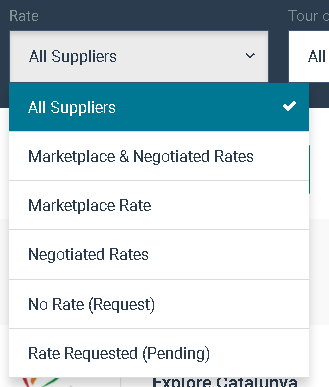 Rate
Tour
All Suppliers
All
All Suppliers
Marketplace & Negotiated Rates
Marketplace Rate
Negotiated Rates
No Rate (Request)
Rate Requested (Pending)
Explore Catalunya